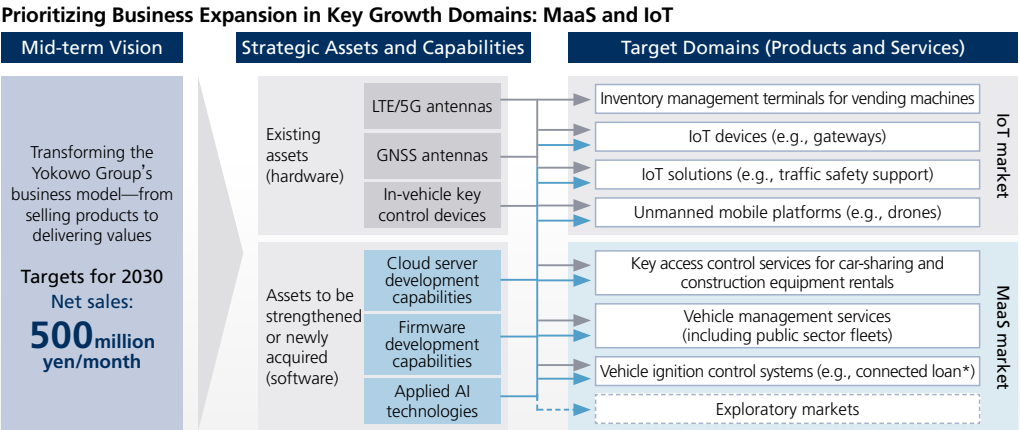 Prioritizing Business Expansion in Key Growth Domains: MaaS and IoT
Mid-term Vision
Strategic Assets and Capabilities
Target Domains (Products and Services)
Transforming the
Yokowo Group's
business model—from
selling products to
delivering values
Targets for 2030
Net sales:
500 million
yen/month
Existing
assets
(hardware)
LTE/5G antennas
GNSS antennas
In-vehicle key
control devices
Assets to be
strengthened
or newly
acquired
(software)
Cloud server
development
capabilities
Firmware
development
capabilities
Applied AI
technologies
Inventory management terminals for vending machines
IoT devices (e.g., gateways)
IoT solutions (e.g., traffic safety support)
Unmanned mobile platforms (e.g., drones)
IoT market
Key access control services for car-sharing and
construction equipment rentals
Vehicle management services
(including public sector fleets)
Vehicle ignition control systems (e.g., connected loan*)
Exploratory markets
MaaS market